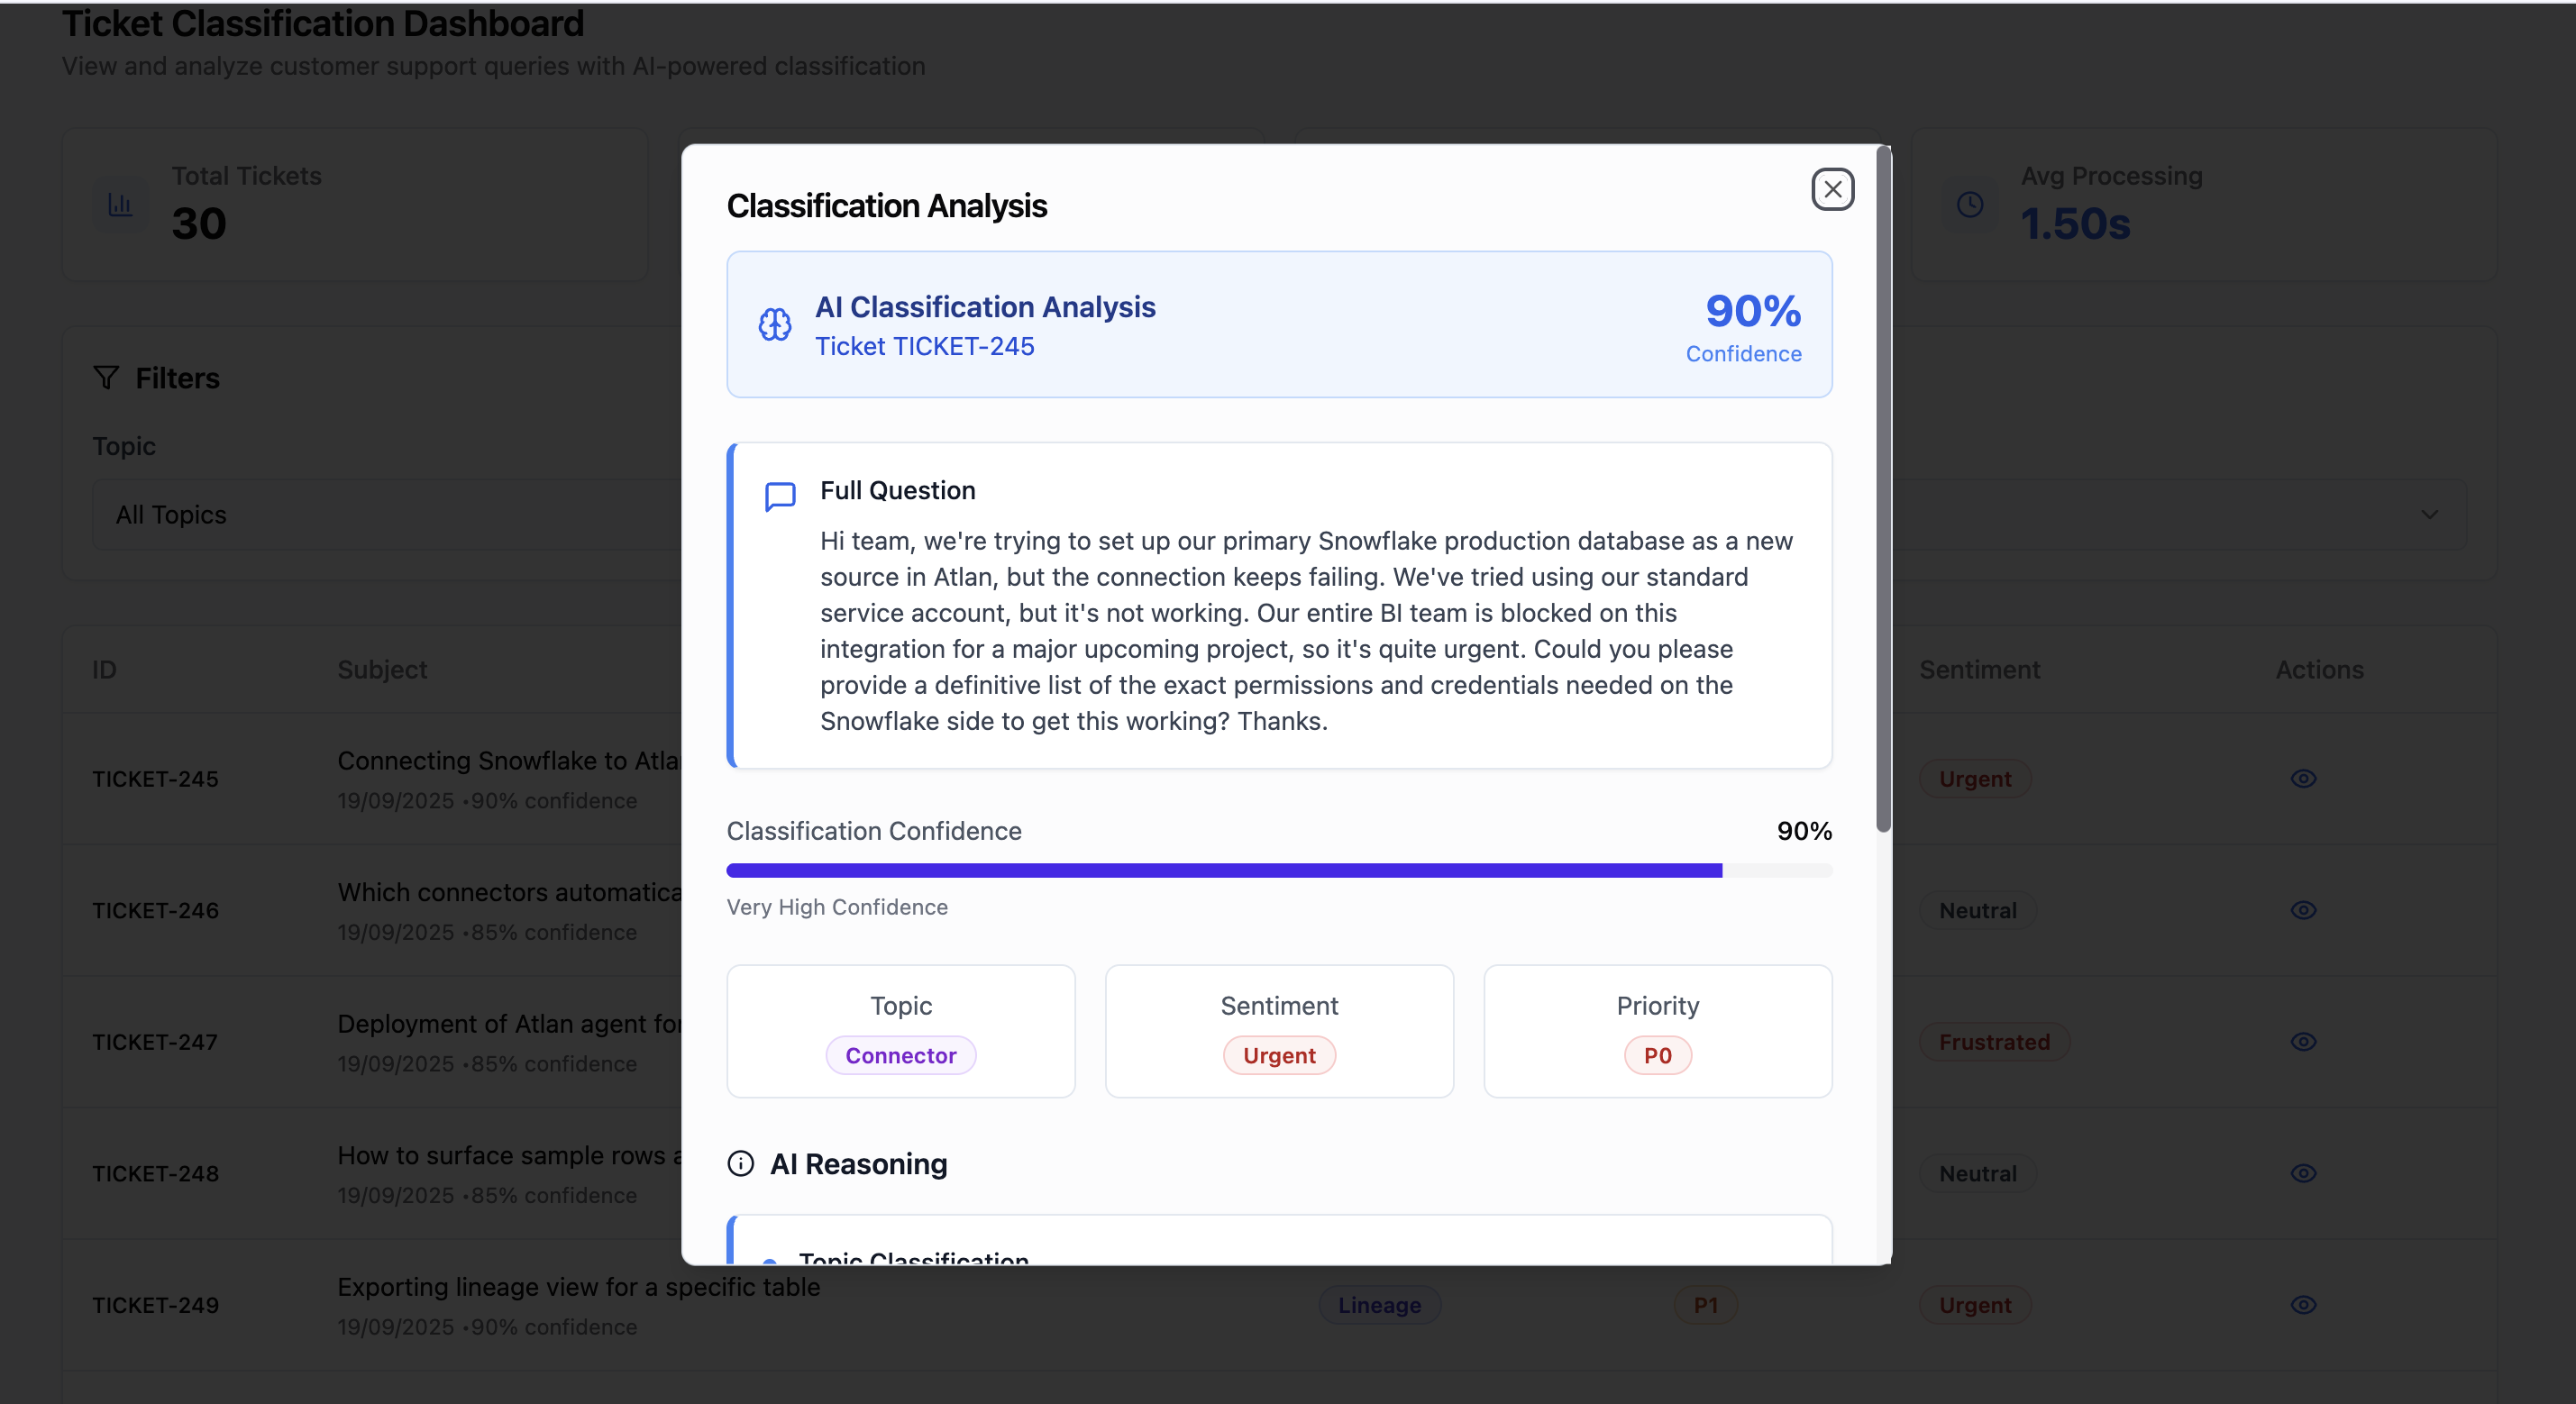 Ticket Classification Dashboard
View and analyze customer support queries with AI-powered classification
Total Tickets
30
Avg Processing
1.50s
Filters
Topic
All Topics
ID
Subject
Sentiment
Actions
TICKET-245
Connecting Snowflake to Atla
19/09/2025 •90% confidence
Urgent
TICKET-246
Which connectors automatica
19/09/2025 •85% confidence
Neutral
TICKET-247
Deployment of Atlan agent for
19/09/2025 •85% confidence
Frustrated
TICKET-248
How to surface sample rows a
19/09/2025 •85% confidence
Neutral
TICKET-249
Exporting lineage view for a specific table
19/09/2025 •90% confidence
Lineage
P1
Urgent
Classification Analysis
AI Classification Analysis
Ticket TICKET-245
90%
Confidence
Full Question
Hi team, we're trying to set up our primary Snowflake production database as a new
source in Atlan, but the connection keeps failing. We've tried using our standard
service account, but it's not working. Our entire BI team is blocked on this
integration for a major upcoming project, so it's quite urgent. Could you please
provide a definitive list of the exact permissions and credentials needed on the
Snowflake side to get this working? Thanks.
Classification Confidence
90%
Very High Confidence
Topic
Connector
Sentiment
Urgent
Priority
P0
AI Reasoning
Topic Classification